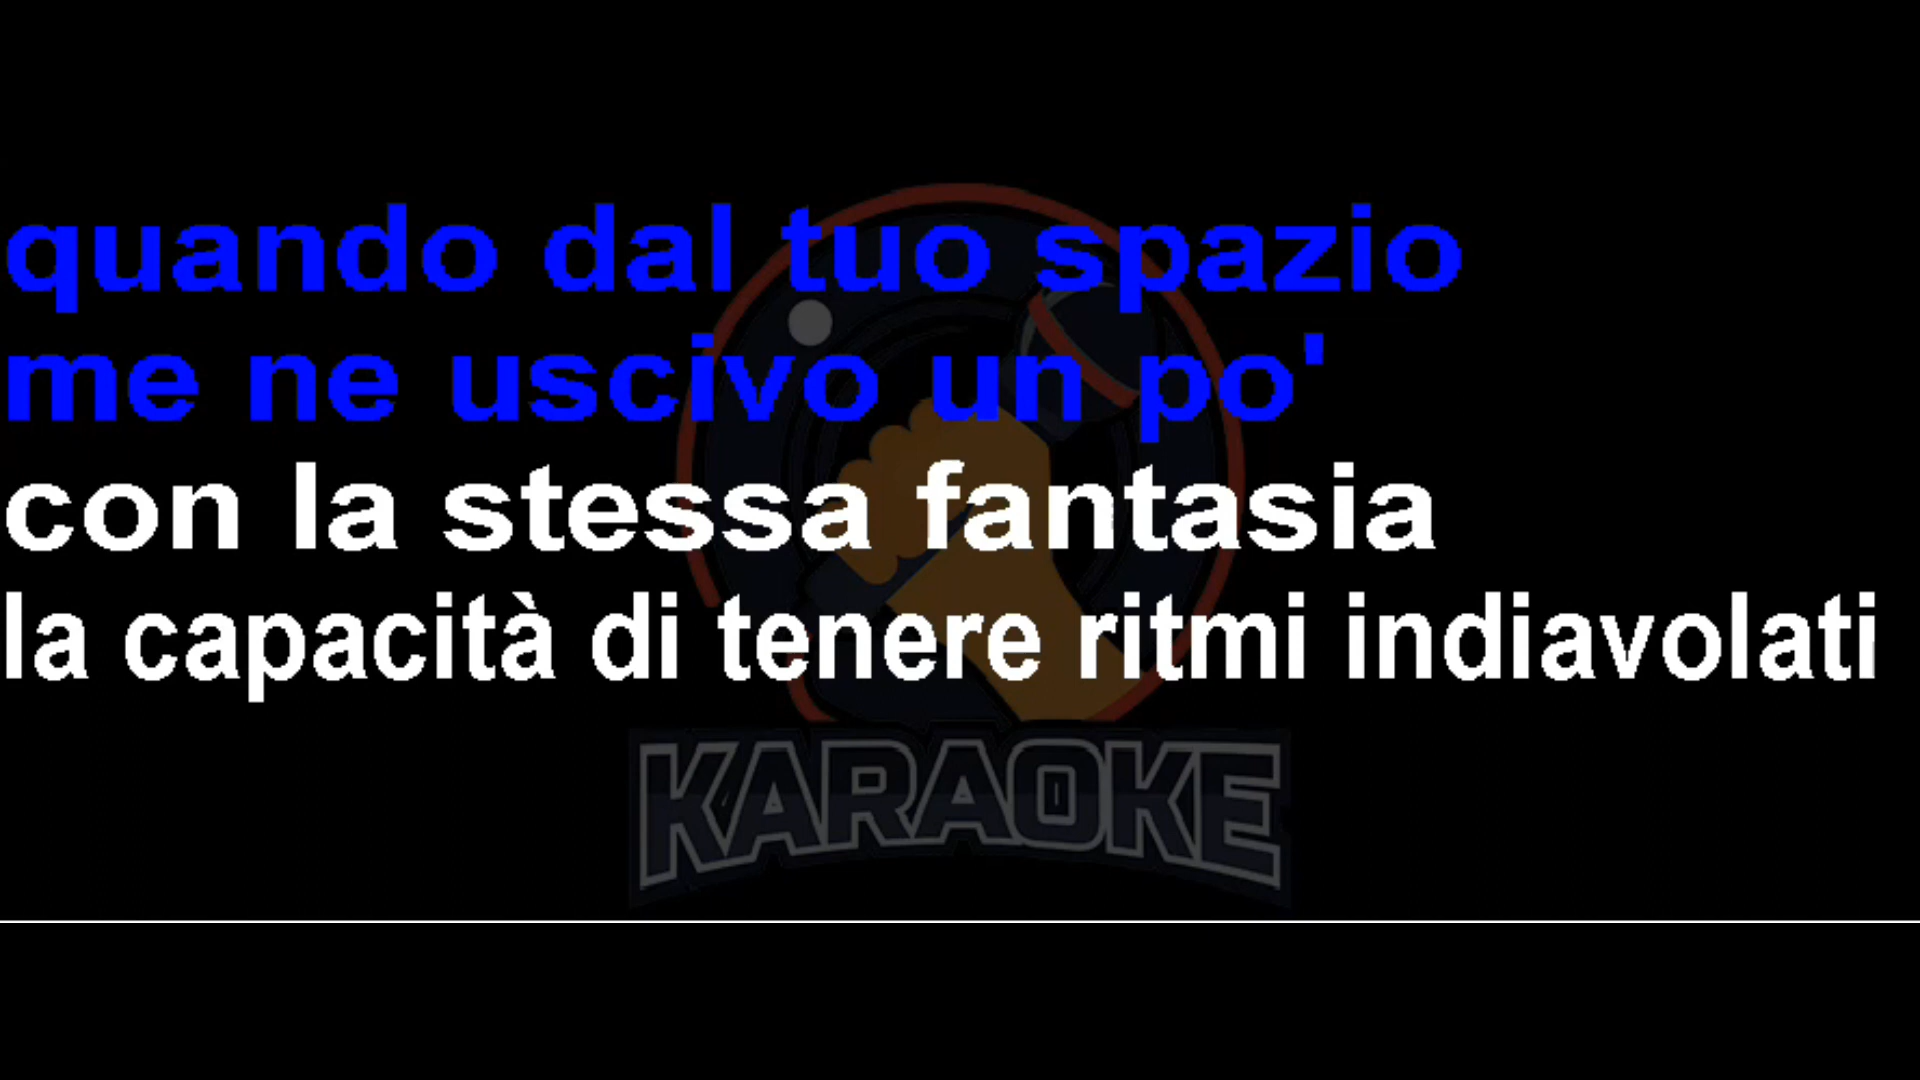 quando dal tuo spazio
me ne uscivo un po'
con la stessa fantasia
la capacità di tenere ritmi indiavolati
KARAOKE